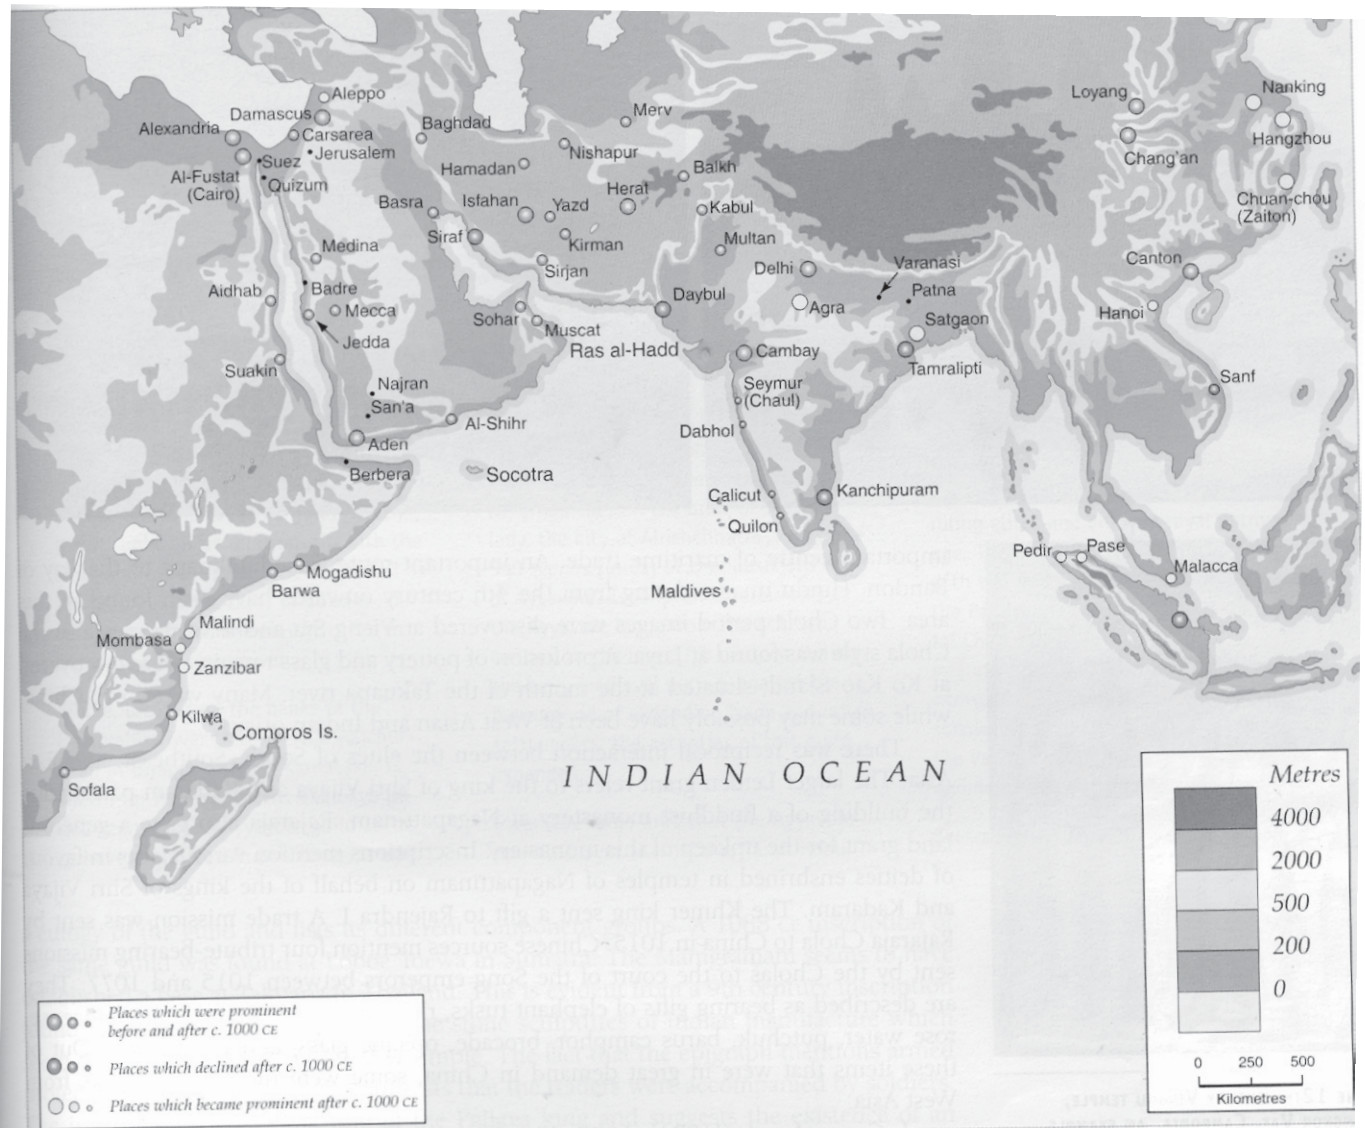 Aleppo
Damascus
Alexandria
Carsarea
Jerusalem
Suez
Al-Fustat
(Cairo)
Quizum
Baghdad
Merv
Nishapur
Hamadan
Balkh
Herat
Basra
Isfahan
Yazd
Kabul
Siraf
Kirman
Multan
Sirjan
Medina
Delhi
Varanasi
Aidhab
Badre
Mecca
Daybul
Agra
Patna
Satgaon
Sohar
Muscat
Jedda
Ras al-Hadd
Cambay
Tamralipti
Suakin
Najran
San'a
Seymur
(Chaul)
Al-Shihr
Aden
Dabhol
Berbera
Socotra
Calicut
Kanchipuram
Quilon
Loyang
Nanking
Hangzhou
Chang'an
Chuan-chou
(Zaiton)
Canton
Hanoi
Sanf
Pedir
Pase
Malacca
Mogadishu
Barwa
Maldives
Malindi
Mombasa
Zanzibar
Kilwa
Comoros Is.
Sofala
INDIAN OCEAN
Metres
4000
2000
500
200
0
0 250 500
Kilometres
Places which were prominent
before and after c. 1000 CE
Places which declined after c. 1000 CE
Places which became prominent after c. 1000 CE